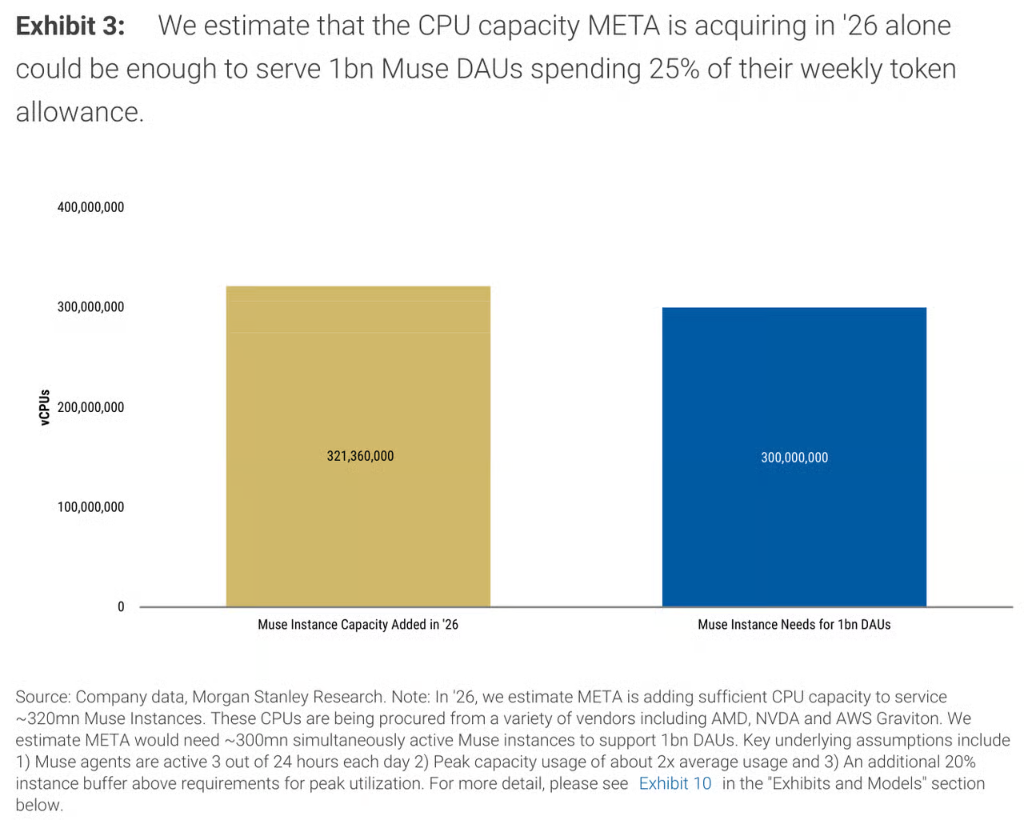 Exhibit 3: We estimate that the CPU capacity META is acquiring in '26 alone
could be enough to serve 1bn Muse DAUs spending 25% of their weekly token
allowance.
400,000,000
300,000,000
vCPUs
200,000,000
100,000,000
0
321,360,000
300,000,000
Muse Instance Capacity Added in '26
Muse Instance Needs for 1bn DAUs
Source: Company data, Morgan Stanley Research. Note: In '26, we estimate META is adding sufficient CPU capacity to service
~320mn Muse Instances. These CPUs are being procured from a variety of vendors including AMD, NVDA and AWS Graviton. We
estimate META would need ~300mn simultaneously active Muse instances to support 1bn DAUs. Key underlying assumptions include
1) Muse agents are active 3 out of 24 hours each day 2) Peak capacity usage of about 2x average usage and 3) An additional 20%
instance buffer above requirements for peak utilization. For more detail, please see Exhibit 10 in the "Exhibits and Models" section
below.